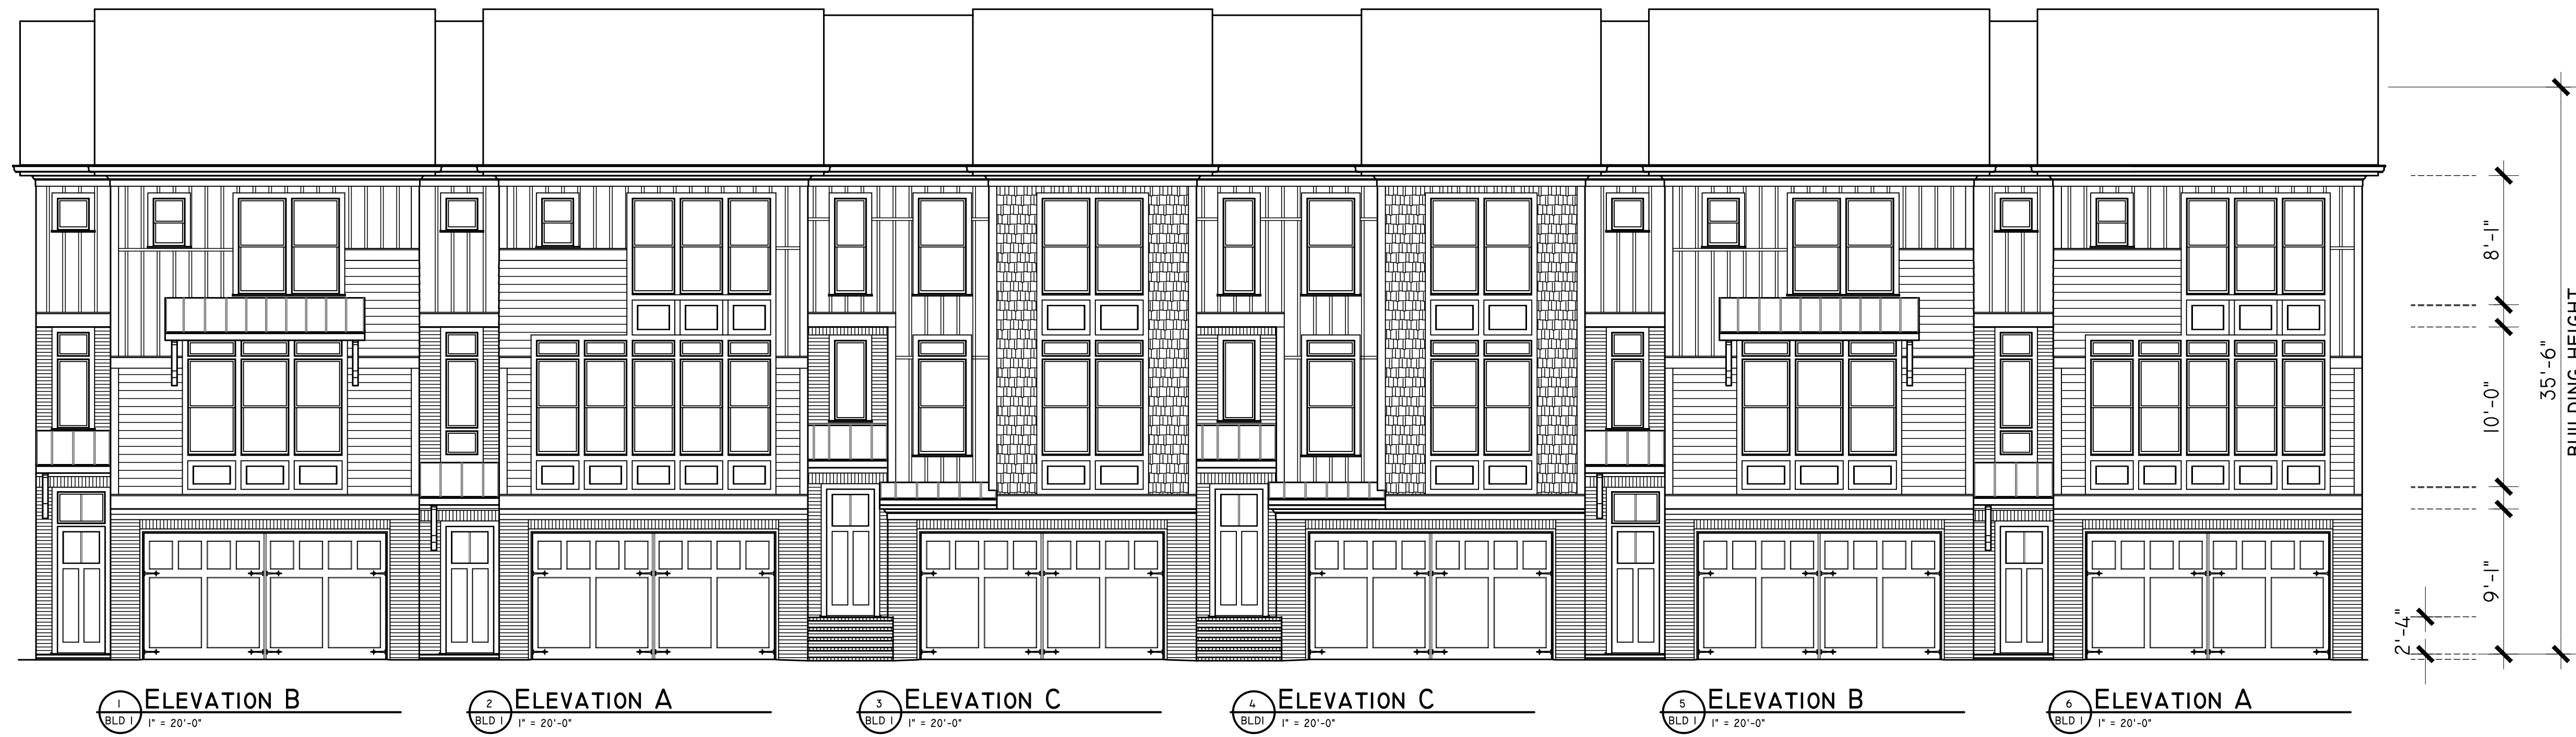 8'-1"
10'-0"
9'-1"
2'-4"
35'-6"
BUILDING HEIGHT
1
BLD 1
ELEVATION B
1" = 20'-0"
2
BLD 1
ELEVATION A
1" = 20'-0"
3
BLD 1
ELEVATION C
1" = 20'-0"
4
BLD1
ELEVATION C
1" = 20'-0"
5
BLD 1
ELEVATION B
1" = 20'-0"
6
BLD 1
ELEVATION A
1" = 20'-0"